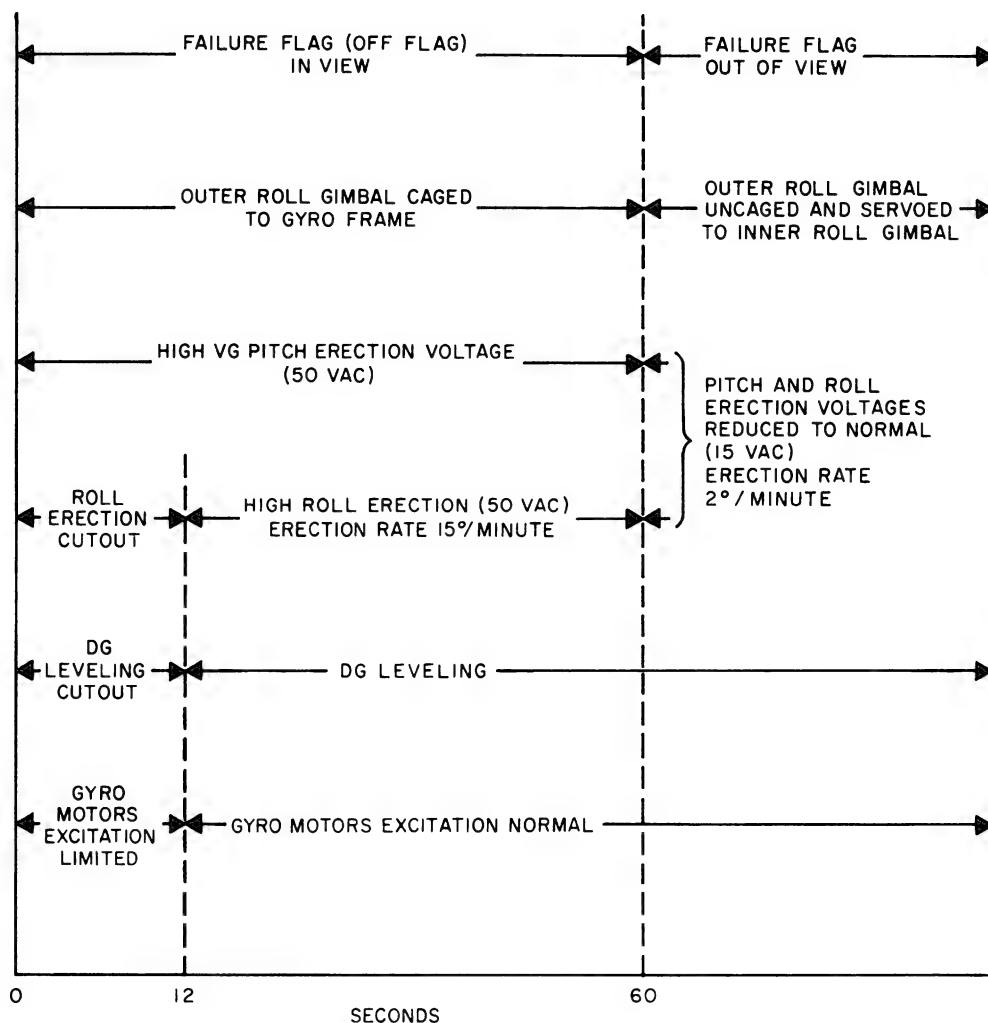 FAILURE FLAG (OFF FLAG)
IN VIEW
FAILURE FLAG
OUT OF VIEW
OUTER ROLL GIMBAL CAGED
TO GYRO FRAME
OUTER ROLL GIMBAL
UNCAGED AND SERVOED
TO INNER ROLL GIMBAL
HIGH VG PITCH ERECTION VOLTAGE
(50 VAC)
PITCH AND ROLL
ERECTION VOLTAGES
REDUCED TO NORMAL
(15 VAC)
ERECTION RATE
2°/MINUTE
ROLL
ERECTION
CUTOUT
HIGH ROLL ERECTION (50 VAC)
ERECTION RATE 15°/MINUTE
DG
LEVELING
CUTOUT
DG LEVELING
GYRO
MOTORS
EXCITATION
LIMITED
GYRO MOTORS EXCITATION NORMAL
0 12 60
SECONDS